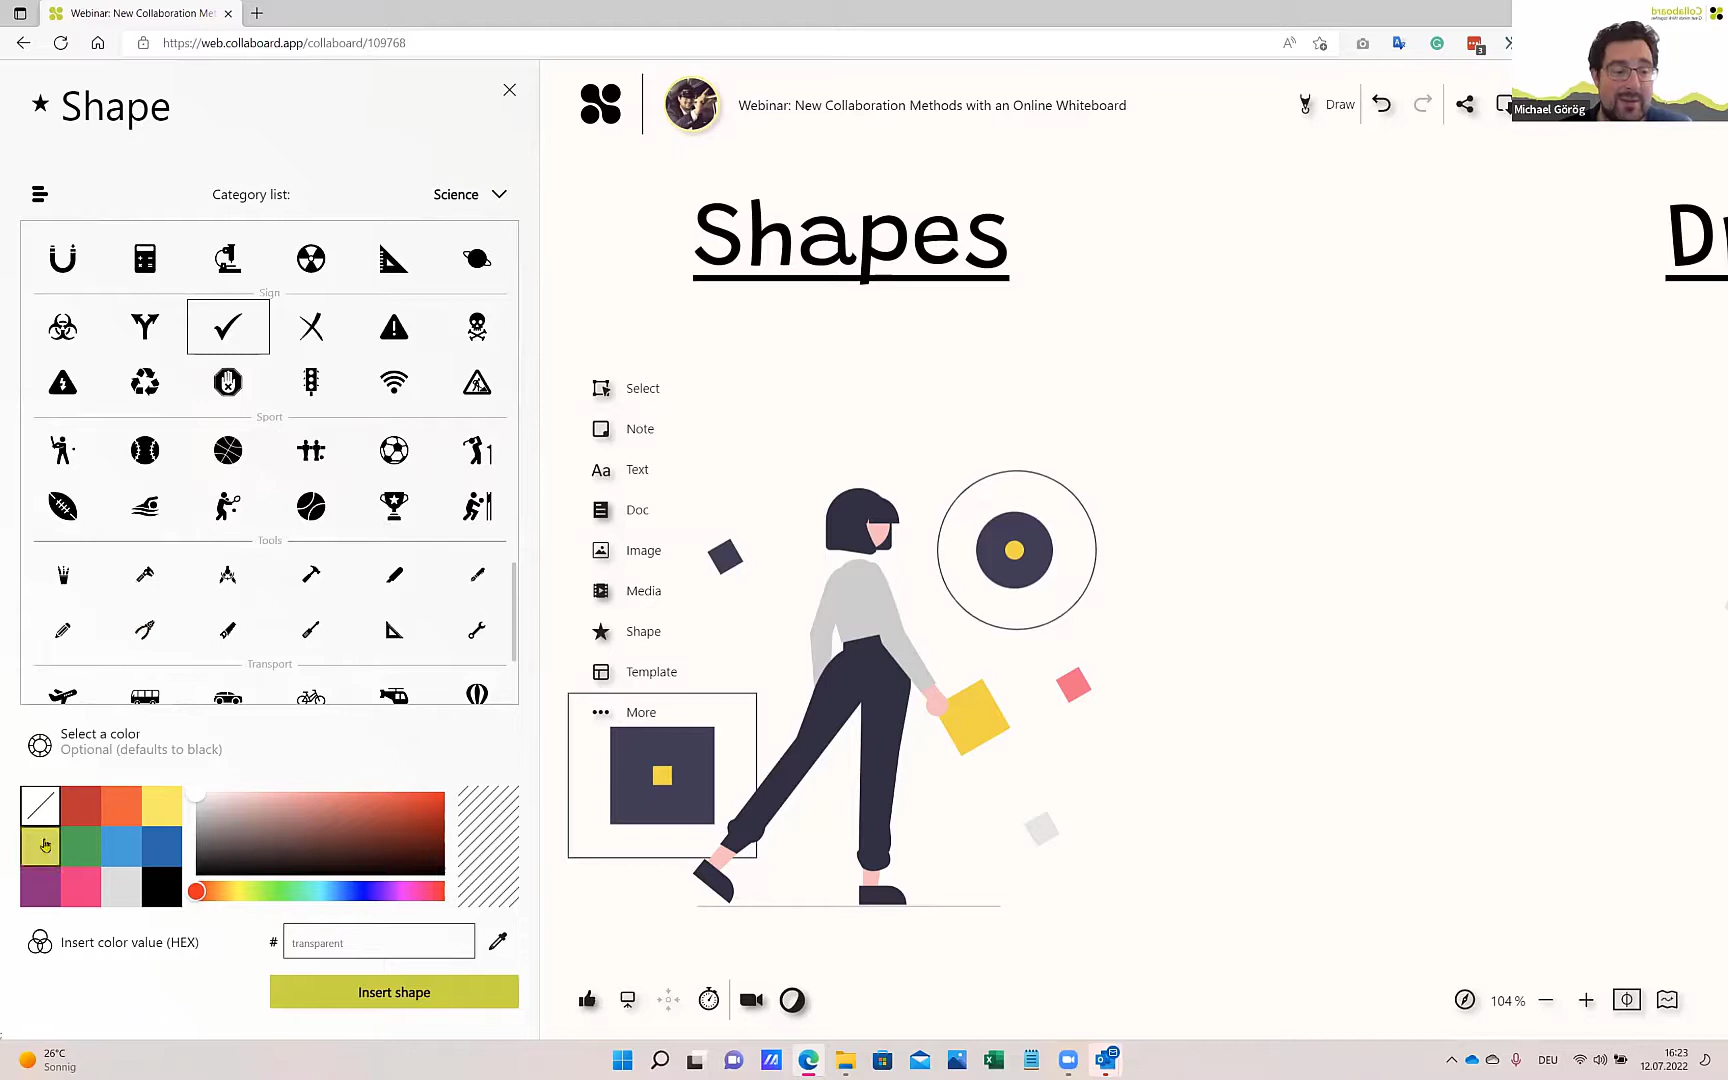 Webinar: New Collaboration Met
https://web.collaboard.app/collaboard/109768
3
Collaboard
Michael Görög
Shape
Webinar: New Collaboration Methods with an Online Whiteboard
Draw
Category list:
Science
Shapes
Sign
Sport
Tools
Transport
Select
Note
Aa Text
Doc
Image
Media
Shape
Template
More
Select a color
Optional (defaults to black)
Insert color value (HEX)
# transparent
Insert shape
104 %
26°C
Sonnig
DEU
16:23
12.07.2022